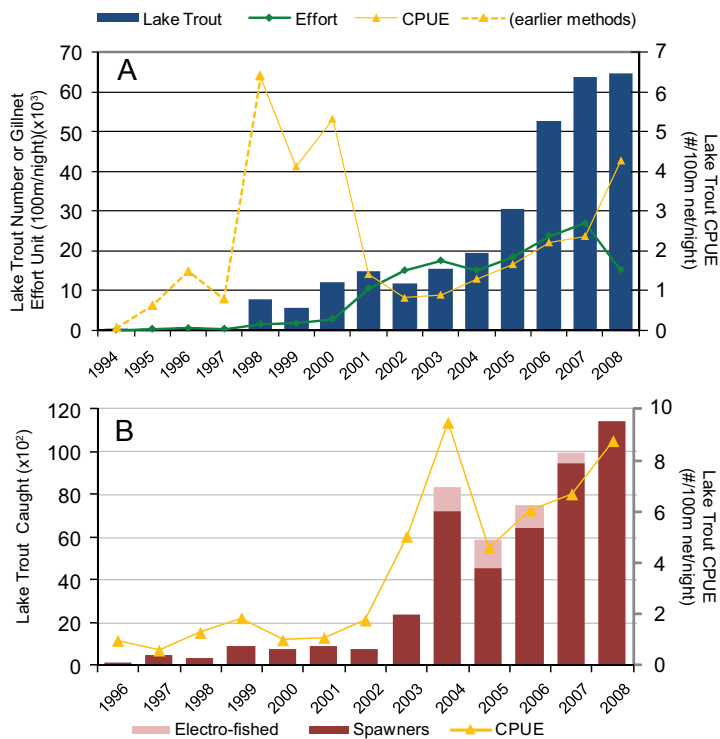 Lake Trout Effort CPUE (earlier methods)
A
Lake Trout Number or Gillnet
Effort Unit (100m/night)(x10³)
70
60
50
40
30
20
10
0
7
6
5
4
3
2
1
0
Lake Trout CPUE
(#/100m net/night)
1994 1995 1996 1997 1998 1999 2000 2001 2002 2003 2004 2005 2006 2007 2008
B
Lake Trout Caught (x10²)
120
100
80
60
40
20
0
10
8
6
4
2
0
Lake Trout CPUE
(#/100m net/night)
1996 1997 1998 1999 2000 2001 2002 2003 2004 2005 2006 2007 2008
Electro-fished Spawners CPUE